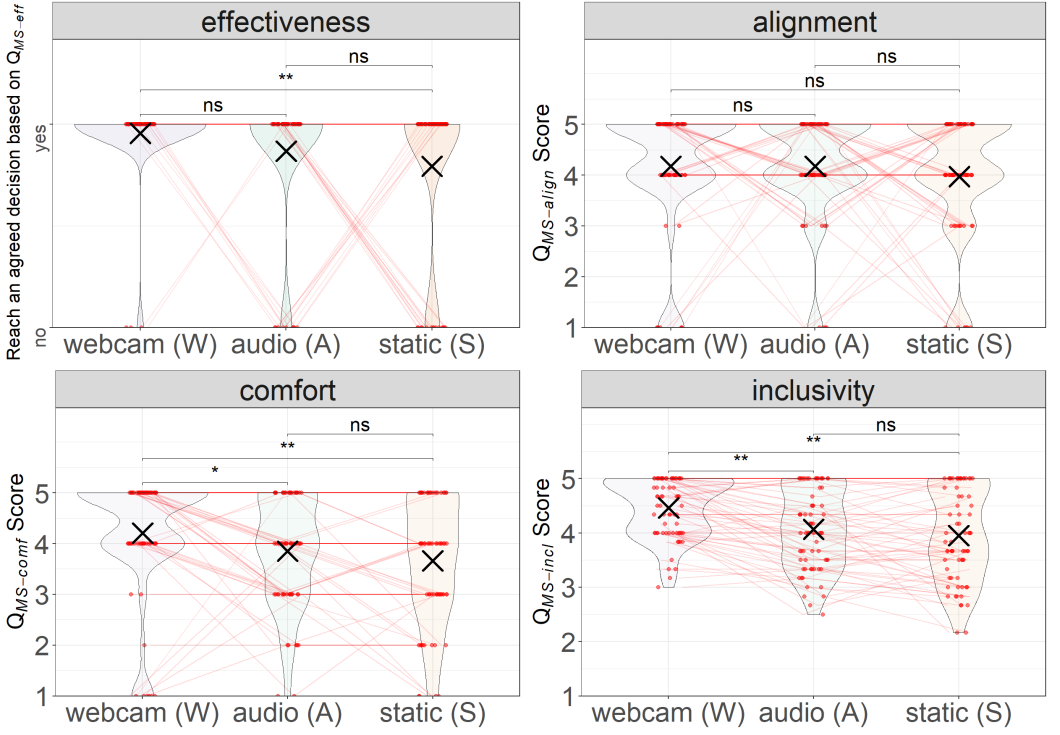 effectiveness
Reach an agreed decision based on Q_MS−eff
yes
no
ns
**
ns
webcam (W) audio (A) static (S)
alignment
Q_MS−align Score
5
4
3
2
1
ns
ns
ns
webcam (W) audio (A) static (S)
comfort
Q_MS−comf Score
5
4
3
2
1
ns
**
*
webcam (W) audio (A) static (S)
inclusivity
Q_MS−incl Score
5
4
3
2
1
ns
**
**
webcam (W) audio (A) static (S)